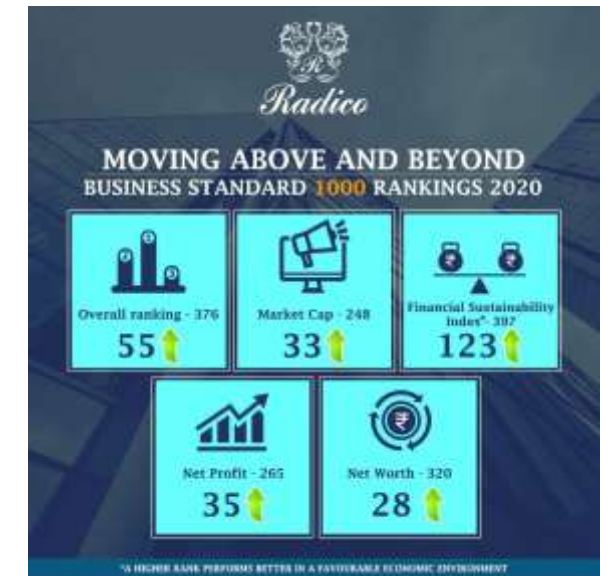 R
Radico
MOVING ABOVE AND BEYOND
BUSINESS STANDARD 1000 RANKINGS 2020
Overall ranking - 376
55
Market Cap - 248
33
Financial Sustainability
Index*- 387
123
Net Profit - 265
35
Net Worth - 320
28
*A HIGHER RANK PERFORMS BETTER IN A FAVOURABLE ECONOMIC ENVIRONMENT